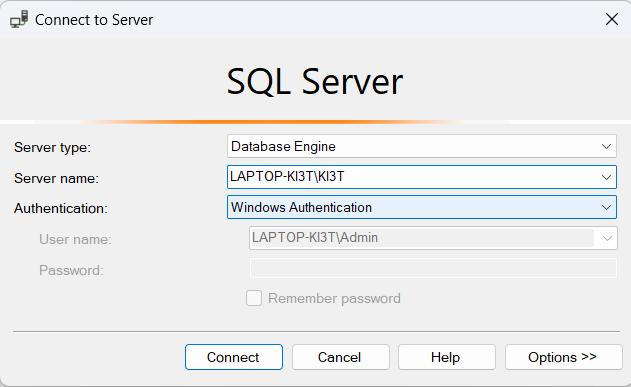 Connect to Server
SQL Server
Server type: Database Engine
Server name: LAPTOP-KI3T\KI3T
Authentication: Windows Authentication
User name: LAPTOP-KI3T\Admin
Password:
Remember password
Connect Cancel Help Options >>